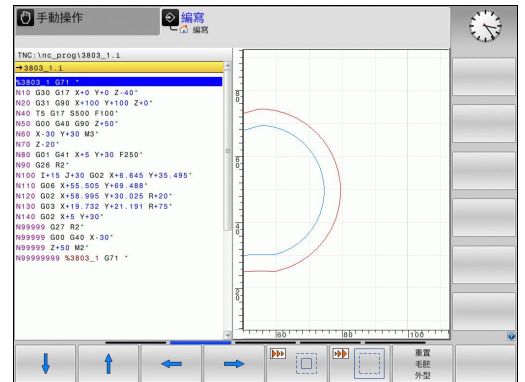 手動操作
編寫
編寫
TNC:\nc_prog\3803_1.i
→3803_1.i
%3803_1 G71 *
N10 G30 G17 X+0 Y+0 Z-40*
N20 G31 G90 X+100 Y+100 Z+0*
N40 T5 G17 S500 F100*
N50 G00 G40 G90 Z+50*
N60 X-30 Y+30 M3*
N70 Z-20*
N80 G01 G41 X+5 Y+30 F250*
N90 G26 R2*
N100 I+15 J+30 G02 X+6.645 Y+35.495*
N110 G06 X+55.505 Y+69.488*
N120 G02 X+58.995 Y+30.025 R+20*
N130 G03 X+19.732 Y+21.191 R+75*
N140 G02 X+5 Y+30*
N99999 G27 R2*
N99999 G00 G40 X-30*
N99999 Z+50 M2*
N99999999 %3803_1 G71 *
60
80
100
重置
毛胚
外型